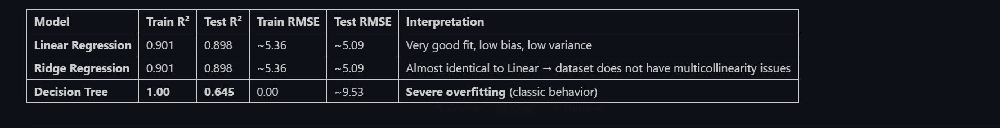 Model Train R² Test R² Train RMSE Test RMSE Interpretation
Linear Regression 0.901 0.898 ~5.36 ~5.09 Very good fit, low bias, low variance
Ridge Regression 0.901 0.898 ~5.36 ~5.09 Almost identical to Linear → dataset does not have multicollinearity issues
Decision Tree 1.00 0.645 0.00 ~9.53 Severe overfitting (classic behavior)